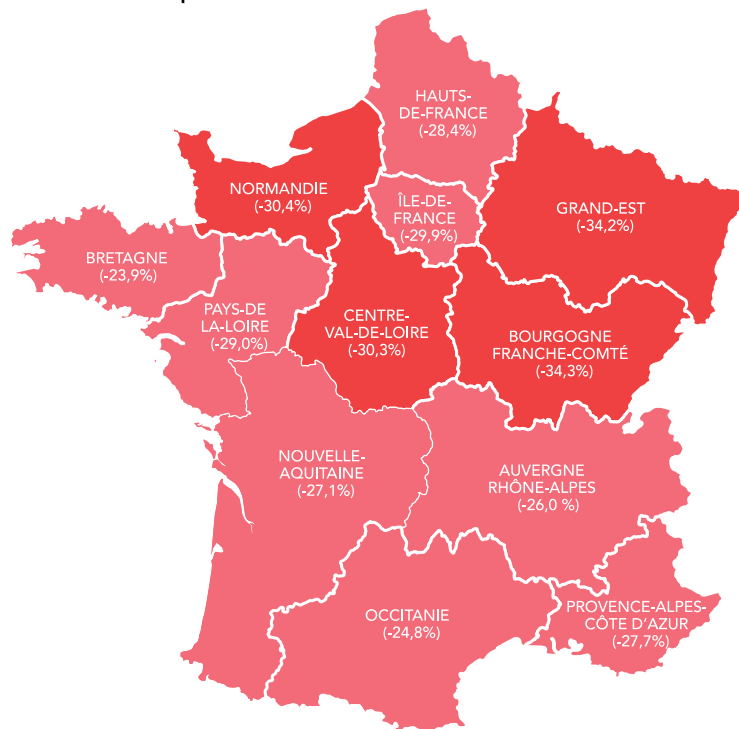 HAUTS-
DE-FRANCE
(-28,4%)
NORMANDIE
(-30,4%)
ÎLE-DE-
FRANCE
(-29,9%)
GRAND-EST
(-34,2%)
BRETAGNE
(-23,9%)
PAYS-DE
LA-LOIRE
(-29,0%)
CENTRE-
VAL-DE-LOIRE
(-30,3%)
BOURGOGNE
FRANCHE-COMTÉ
(-34,3%)
NOUVELLE-
AQUITAINE
(-27,1%)
AUVERGNE
RHÔNE-ALPES
(-26,0 %)
OCCITANIE
(-24,8%)
PROVENCE-ALPES-
CÔTE D'AZUR
(-27,7%)